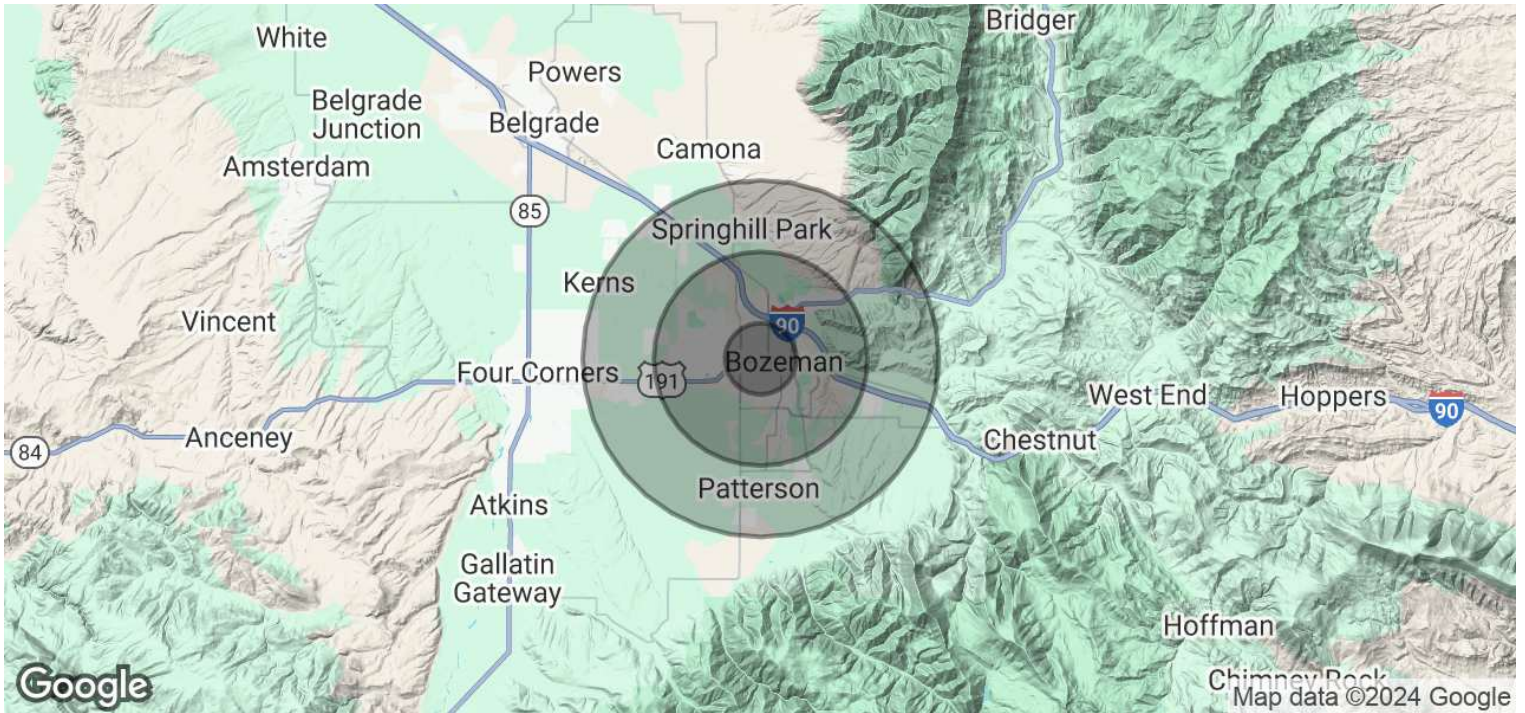 Bridger
White
Powers
Belgrade
Junction
Belgrade
Camona
Amsterdam
85
Springhill Park
Kerns
Vincent
90
Bozeman
Four Corners
191
West End
Hoppers
90
Anceney
Chestnut
84
Patterson
Atkins
Gallatin
Gateway
Hoffman
Chimney Rock
Google
Map data ©2024 Google